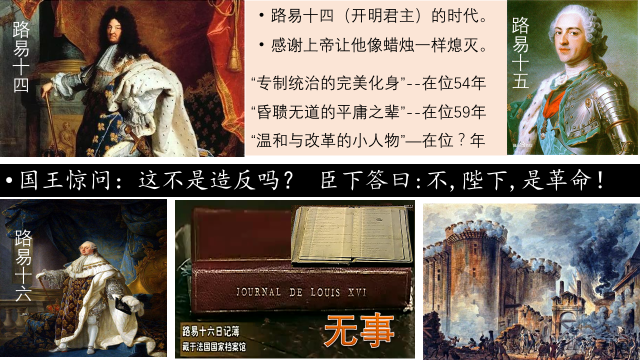 路易十四
• 路易十四（开明君主）的时代。
• 感谢上帝让他像蜡烛一样熄灭。
“专制统治的完美化身”--在位54年
“昏聩无道的平庸之辈”--在位59年
“温和与改革的小人物”—在位？年
路易十五
• 国王惊问：这不是造反吗？ 臣下答曰:不,陛下,是革命！
路易十六
JOURNAL DE LOUIS XVI
路易十六日记簿
藏于法国国家档案馆
无事